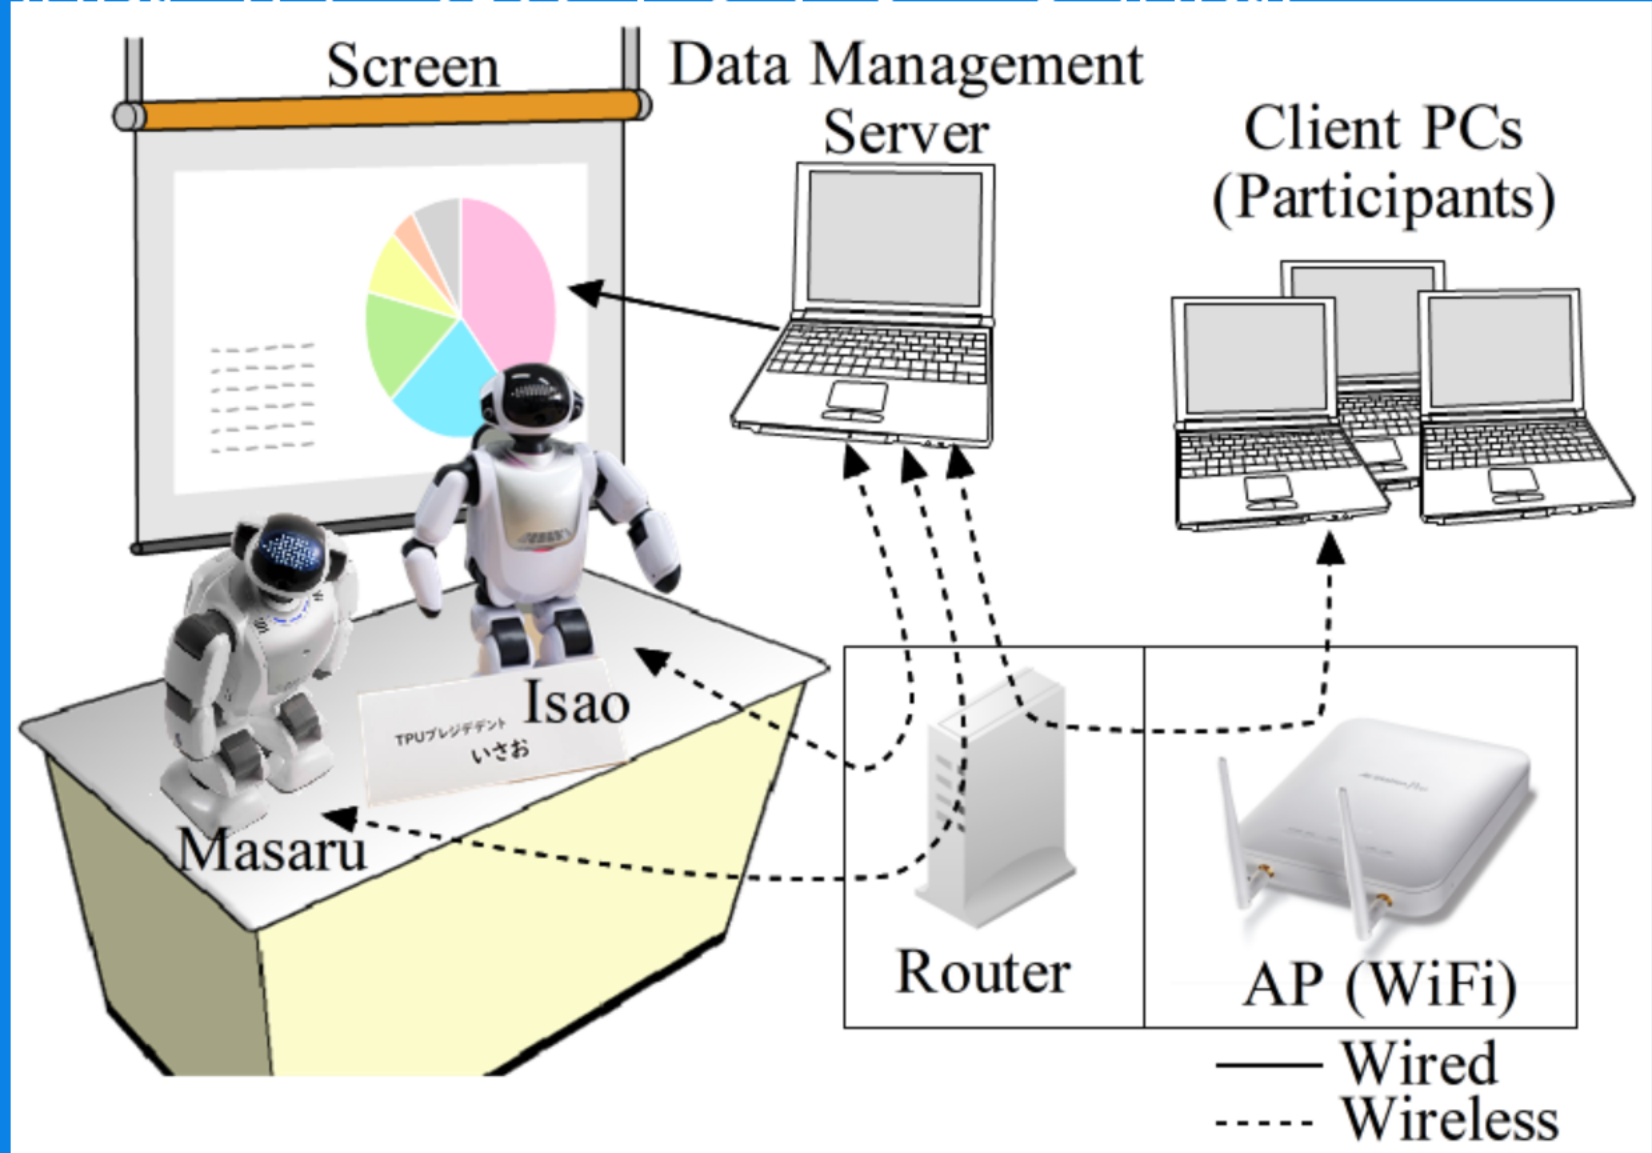 Screen
Data Management
Server
Client PCs
(Participants)
Isao
TPUプレジデデント
いさお
Masaru
Router
AP (WiFi)
Wired
Wireless